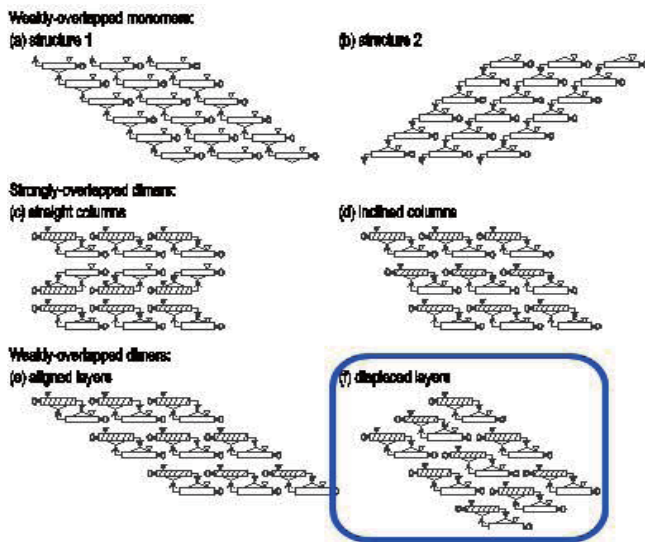 Weakly-overlapped monomers:
(a) structure 1
(b) structure 2
Strongly-overlapped dimers:
(c) straight columns
(d) inclined columns
Weakly-overlapped dimers:
(e) aligned layers
(f) displaced layers